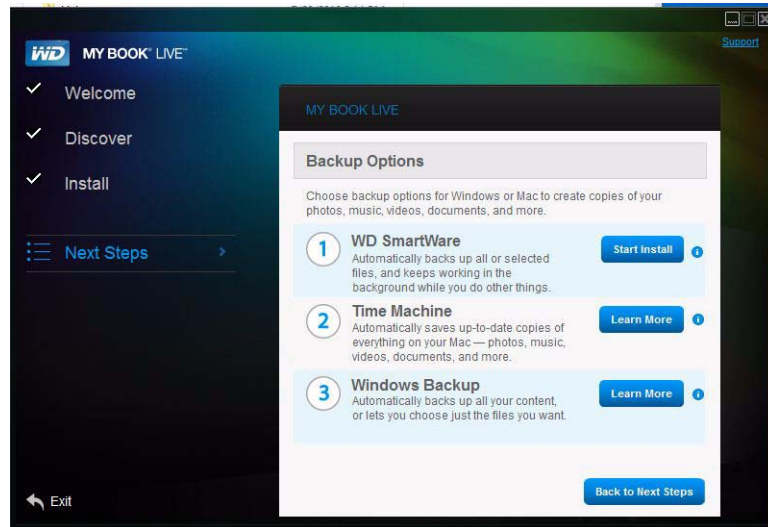 Support
WD MY BOOK® LIVE™
Welcome
Discover
Install
Next Steps
MY BOOK LIVE
Backup Options
Choose backup options for Windows or Mac to create copies of your
photos, music, videos, documents, and more.
1 WD SmartWare
Automatically backs up all or selected
files, and keeps working in the
background while you do other things.
Start Install
2 Time Machine
Automatically saves up-to-date copies of
everything on your Mac — photos, music,
videos, documents, and more.
Learn More
3 Windows Backup
Automatically backs up all your content,
or lets you choose just the files you want.
Learn More
Back to Next Steps
Exit